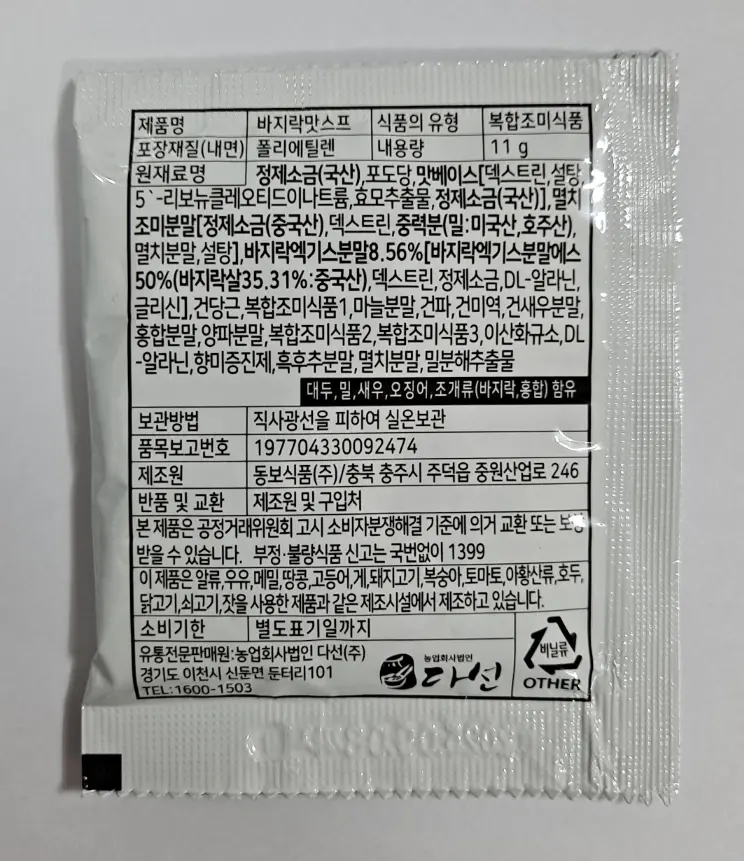 제품명 바지락맛스프 식품의 유형 복합조미식품
포장재질(내면) 폴리에틸렌 내용량 11 g
원재료명 정제소금(국산),포도당,맛베이스[덱스트린,설탕,
5`-리보뉴클레오티드이나트륨,효모추출물,정제소금(국산)],멸치
조미분말[정제소금(중국산),덱스트린,중력분(밀:미국산,호주산),
멸치분말,설탕],바지락엑기스분말8.56%[바지락엑기스분말에스
50%(바지락살35.31%:중국산),덱스트린,정제소금,DL-알라닌,
글리신],건당근,복합조미식품1,마늘분말,건파,건미역,건새우분말,
홍합분말,양파분말,복합조미식품2,복합조미식품3,이산화규소,DL
-알라닌,향미증진제,흑후추분말,멸치분말,밀분해추출물
대두,밀,새우,오징어,조개류(바지락,홍합) 함유
보관방법 직사광선을 피하여 실온보관
품목보고번호 197704330092474
제조원 동보식품(주)/충북 충주시 주덕읍 중원산업로 246
반품 및 교환 제조원 및 구입처
본 제품은 공정거래위원회 고시 소비자분쟁해결 기준에 의거 교환 또는 보상
받을 수 있습니다. 부정·불량식품 신고는 국번없이 1399
이 제품은 알류,우유,메밀,땅콩,고등어,게,돼지고기,복숭아,토마토,아황산류,호두,
닭고기,쇠고기,잣을 사용한 제품과 같은 제조시설에서 제조하고 있습니다.
소비기한 별도표기일까지
유통전문판매원:농업회사법인 다선(주)
경기도 이천시 신둔면 둔터리101
TEL:1600-1503
농업회사법인
다선
비닐류
OTHER